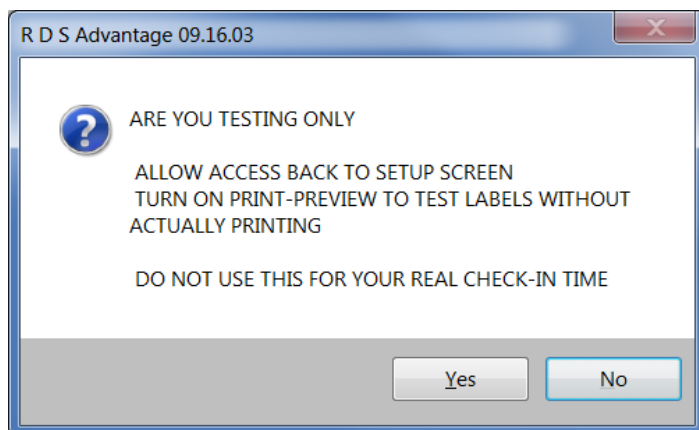 R D S Advantage 09.16.03
ARE YOU TESTING ONLY
ALLOW ACCESS BACK TO SETUP SCREEN
TURN ON PRINT-PREVIEW TO TEST LABELS WITHOUT
ACTUALLY PRINTING
DO NOT USE THIS FOR YOUR REAL CHECK-IN TIME
Yes
No